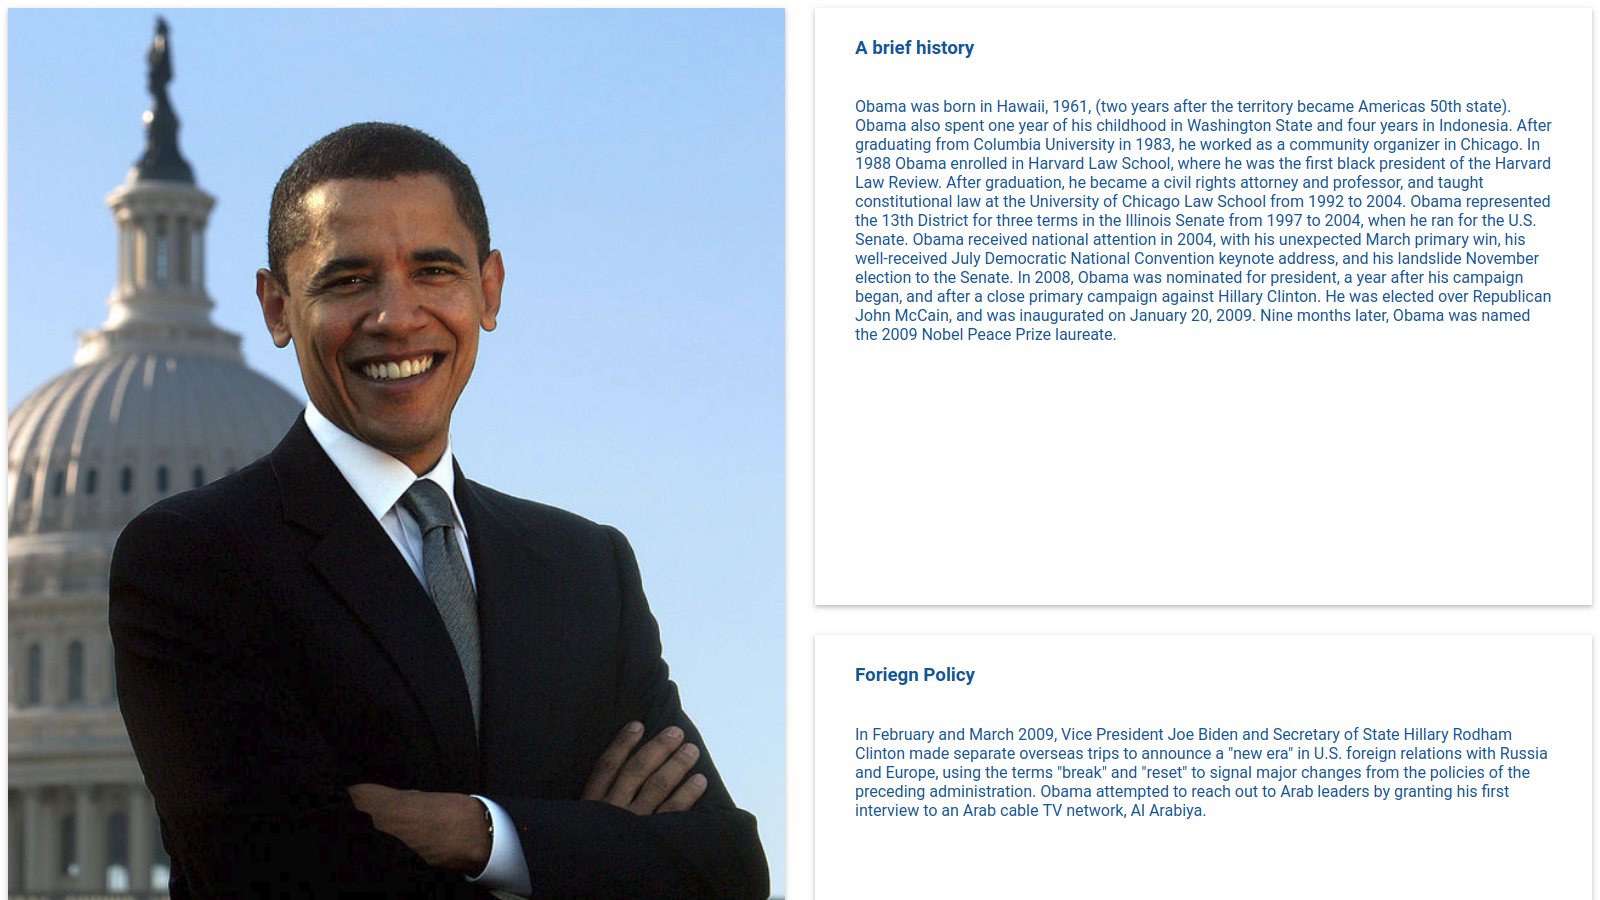 A brief history
Obama was born in Hawaii, 1961, (two years after the territory became Americas 50th state).
Obama also spent one year of his childhood in Washington State and four years in Indonesia. After
graduating from Columbia University in 1983, he worked as a community organizer in Chicago. In
1988 Obama enrolled in Harvard Law School, where he was the first black president of the Harvard
Law Review. After graduation, he became a civil rights attorney and professor, and taught
constitutional law at the University of Chicago Law School from 1992 to 2004. Obama represented
the 13th District for three terms in the Illinois Senate from 1997 to 2004, when he ran for the U.S.
Senate. Obama received national attention in 2004, with his unexpected March primary win, his
well-received July Democratic National Convention keynote address, and his landslide November
election to the Senate. In 2008, Obama was nominated for president, a year after his campaign
began, and after a close primary campaign against Hillary Clinton. He was elected over Republican
John McCain, and was inaugurated on January 20, 2009. Nine months later, Obama was named
the 2009 Nobel Peace Prize laureate.
Foriegn Policy
In February and March 2009, Vice President Joe Biden and Secretary of State Hillary Rodham
Clinton made separate overseas trips to announce a "new era" in U.S. foreign relations with Russia
and Europe, using the terms "break" and "reset" to signal major changes from the policies of the
preceding administration. Obama attempted to reach out to Arab leaders by granting his first
interview to an Arab cable TV network, Al Arabiya.